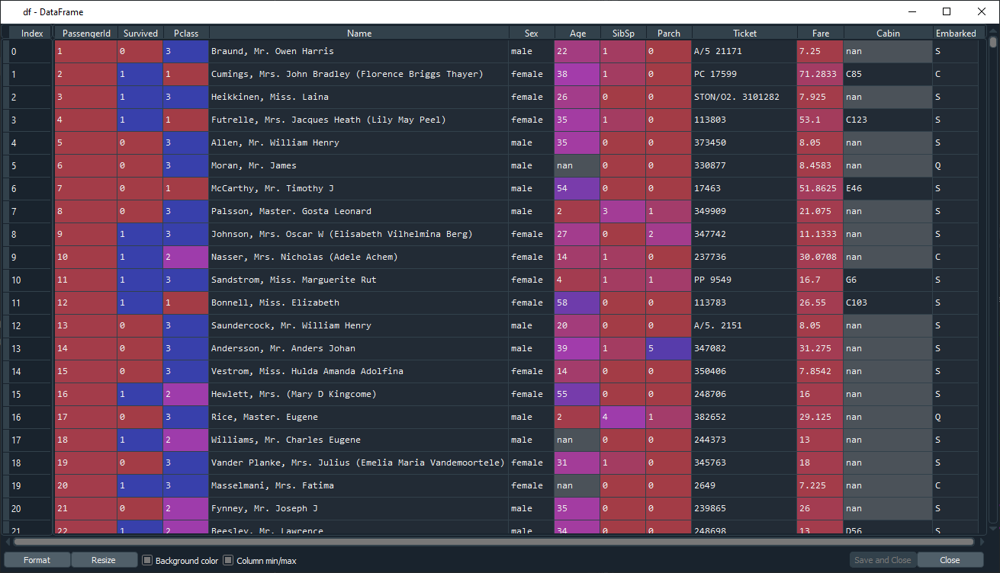 df - DataFrame
Index PassengerId Survived Pclass Name Sex Age SibSp Parch Ticket Fare Cabin Embarked
0 1 0 3 Braund, Mr. Owen Harris male 22 1 0 A/5 21171 7.25 nan S
1 2 1 1 Cumings, Mrs. John Bradley (Florence Briggs Thayer) female 38 1 0 PC 17599 71.2833 C85 C
2 3 1 3 Heikkinen, Miss. Laina female 26 0 0 STON/O2. 3101282 7.925 nan S
3 4 1 1 Futrelle, Mrs. Jacques Heath (Lily May Peel) female 35 1 0 113803 53.1 C123 S
4 5 0 3 Allen, Mr. William Henry male 35 0 0 373450 8.05 nan S
5 6 0 3 Moran, Mr. James male nan 0 0 330877 8.4583 nan Q
6 7 0 1 McCarthy, Mr. Timothy J male 54 0 0 17463 51.8625 E46 S
7 8 0 3 Palsson, Master. Gosta Leonard male 2 3 1 349909 21.075 nan S
8 9 1 3 Johnson, Mrs. Oscar W (Elisabeth Vilhelmina Berg) female 27 0 2 347742 11.1333 nan S
9 10 1 2 Nasser, Mrs. Nicholas (Adele Achem) female 14 1 0 237736 30.0708 nan C
10 11 1 3 Sandstrom, Miss. Marguerite Rut female 4 1 1 PP 9549 16.7 G6 S
11 12 1 1 Bonnell, Miss. Elizabeth female 58 0 0 113783 26.55 C103 S
12 13 0 3 Saundercock, Mr. William Henry male 20 0 0 A/5. 2151 8.05 nan S
13 14 0 3 Andersson, Mr. Anders Johan male 39 1 5 347082 31.275 nan S
14 15 0 3 Vestrom, Miss. Hulda Amanda Adolfina female 14 0 0 350406 7.8542 nan S
15 16 1 2 Hewlett, Mrs. (Mary D Kingcome) female 55 0 0 248706 16 nan S
16 17 0 3 Rice, Master. Eugene male 2 4 1 382652 29.125 nan Q
17 18 1 2 Williams, Mr. Charles Eugene male nan 0 0 244373 13 nan S
18 19 0 3 Vander Planke, Mrs. Julius (Emelia Maria Vandemoortele) female 31 1 0 345763 18 nan S
19 20 1 3 Masselmani, Mrs. Fatima female nan 0 0 2649 7.225 nan C
20 21 0 2 Fynney, Mr. Joseph J male 35 0 0 239865 26 nan S
21 22 1 2 Beesley, Mr. Lawrence male 34 0 0 248698 13 D56 S
Format Resize Background color Column min/max Save and Close Close